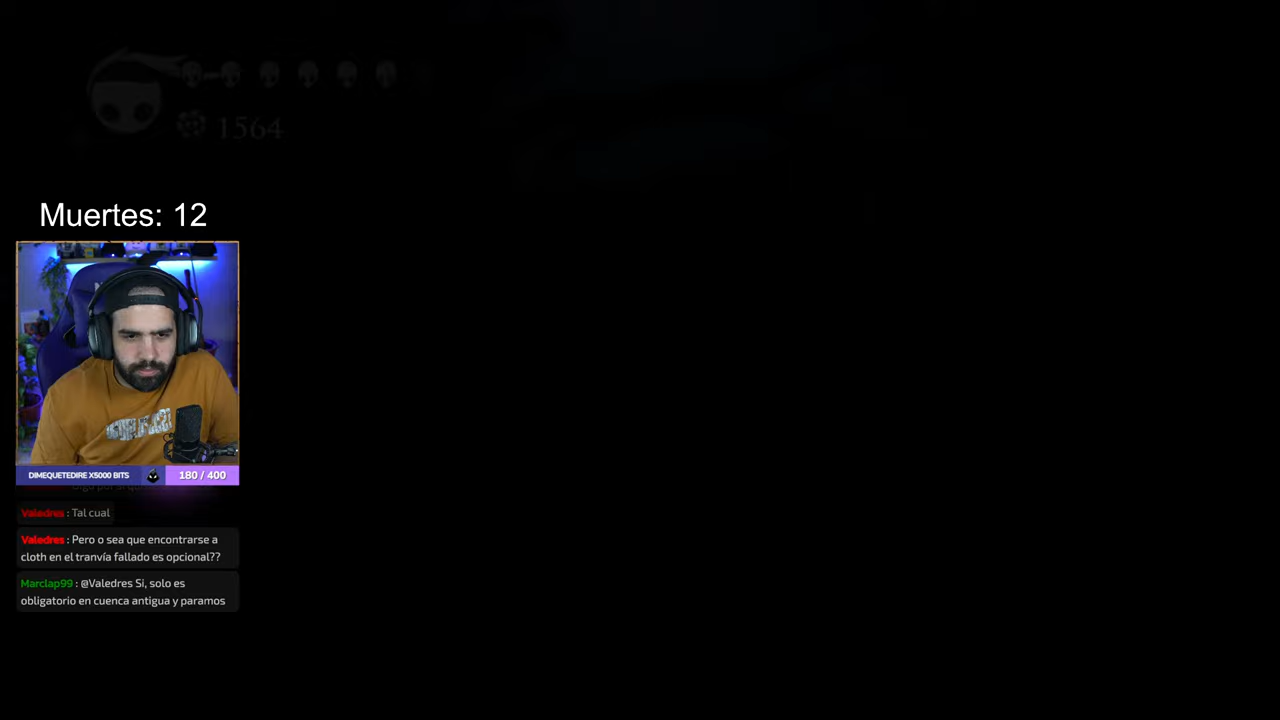 1564
Muertes: 12
DIMEQUETEDIRE X5000 BITS
180 / 400
Valedres : Tal cual
Valedres : Pero o sea que encontrarse a
cloth en el tranvía fallado es opcional??
Marclap99 : @Valedres Si, solo es
obligatorio en cuenca antigua y paramos